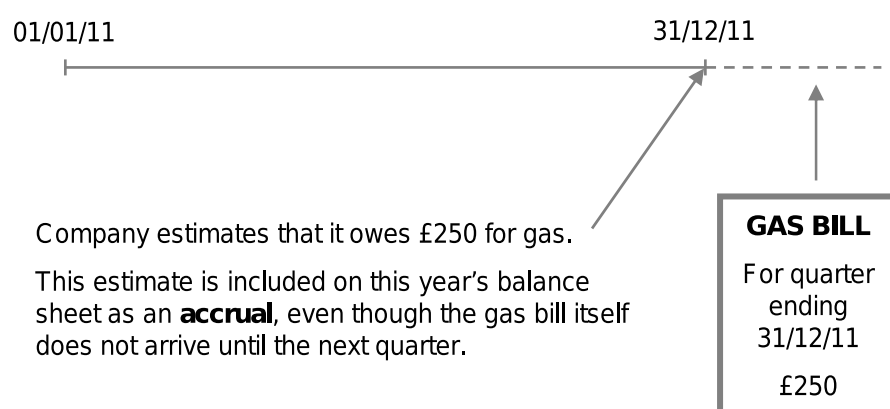 01/01/11
31/12/11
Company estimates that it owes £250 for gas.
This estimate is included on this year's balance
sheet as an accrual, even though the gas bill itself
does not arrive until the next quarter.
GAS BILL
For quarter
ending
31/12/11
£250